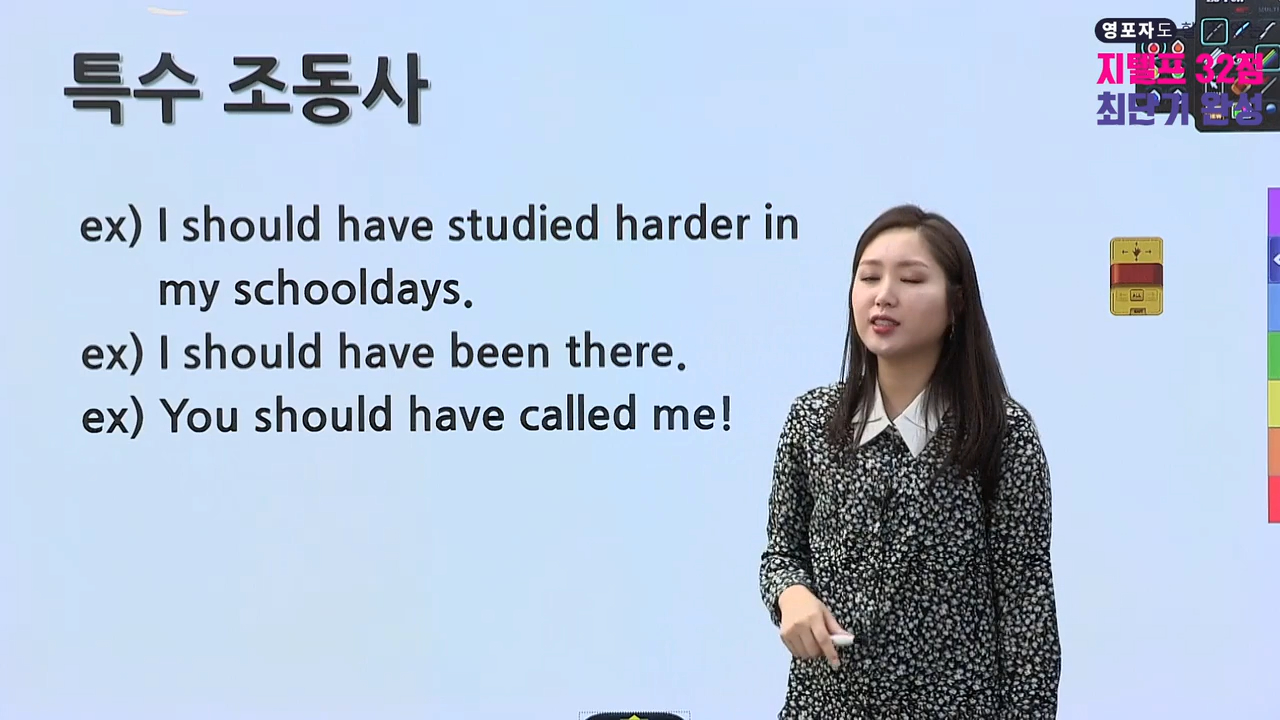 특수 조동사
영포자도
지텔프 32점
최단기 완성
ex) I should have studied harder in
my schooldays.
ex) I should have been there.
ex) You should have called me!